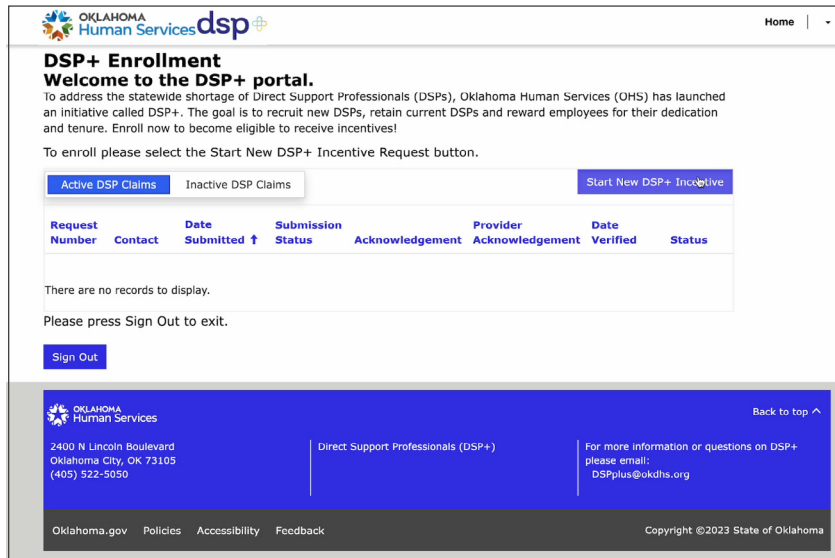 OKLAHOMA
Human Services dsp+
Home
DSP+ Enrollment
Welcome to the DSP+ portal.
To address the statewide shortage of Direct Support Professionals (DSPs), Oklahoma Human Services (OHS) has launched
an initiative called DSP+. The goal is to recruit new DSPs, retain current DSPs and reward employees for their dedication
and tenure. Enroll now to become eligible to receive incentives!
To enroll please select the Start New DSP+ Incentive Request button.
Active DSP Claims Inactive DSP Claims Start New DSP+ Incentive
Request Number Contact Date Submitted ↑ Submission Status Acknowledgement Provider Acknowledgement Date Verified Status
There are no records to display.
Please press Sign Out to exit.
Sign Out
OKLAHOMA
Human Services
Back to top
2400 N Lincoln Boulevard
Oklahoma City, OK 73105
(405) 522-5050
Direct Support Professionals (DSP+)
For more information or questions on DSP+
please email:
DSPplus@okdhs.org
Oklahoma.gov Policies Accessibility Feedback Copyright ©2023 State of Oklahoma